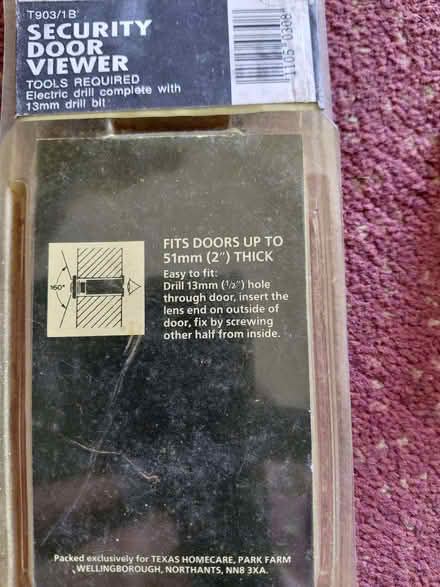 T903/1B
SECURITY
DOOR
VIEWER
TOOLS REQUIRED
Electric drill complete with
13mm drill bit
1105 0308
160°
FITS DOORS UP TO
51mm (2") THICK
Easy to fit:
Drill 13mm (1/2") hole
through door, insert the
lens end on outside of
door, fix by screwing
other half from inside.
Packed exclusively for TEXAS HOMECARE, PARK FARM
WELLINGBOROUGH, NORTHANTS, NN8 3XA.